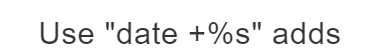 Use "date +%s" adds